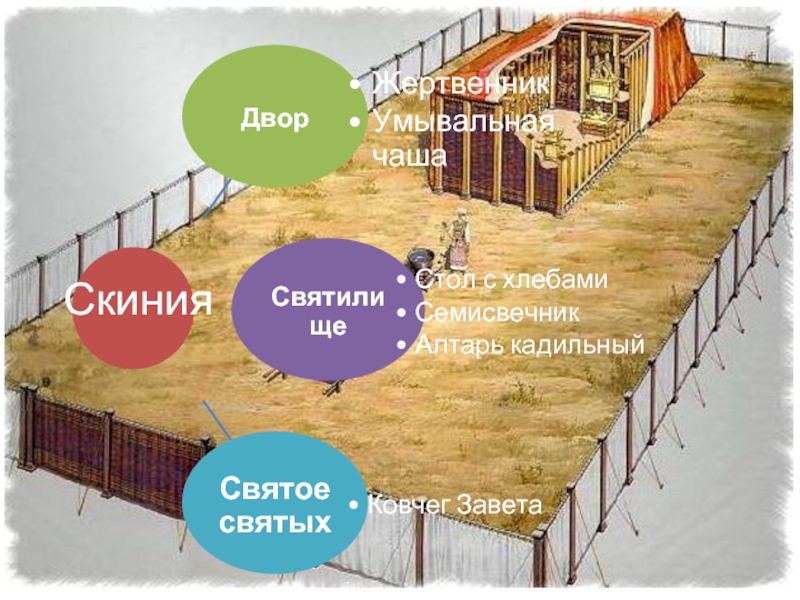 Скиния
Двор
• Жертвенник
• Умывальная
чаша
Святили
ще
• Стол с хлебами
• Семисвечник
• Алтарь кадильный
Святое
святых
• Ковчег Завета